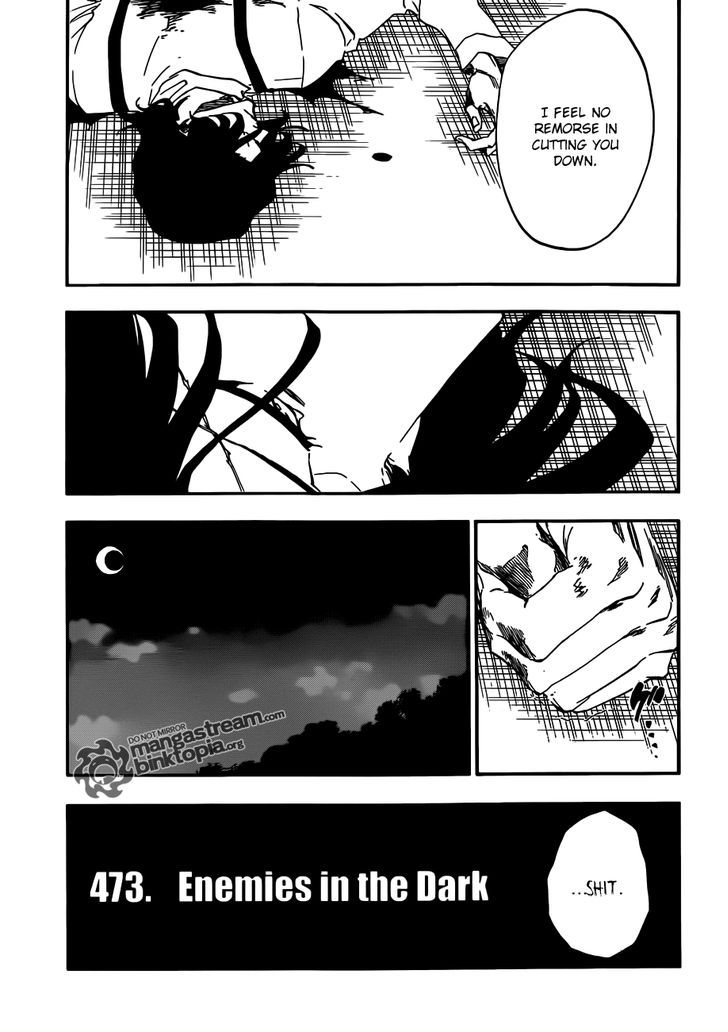 I FEEL NO
REMORSE IN
CUTTING YOU
DOWN.
DO NOT MIRROR
mangastream.com
binktopia.org
473. Enemies in the Dark
...SHIT.